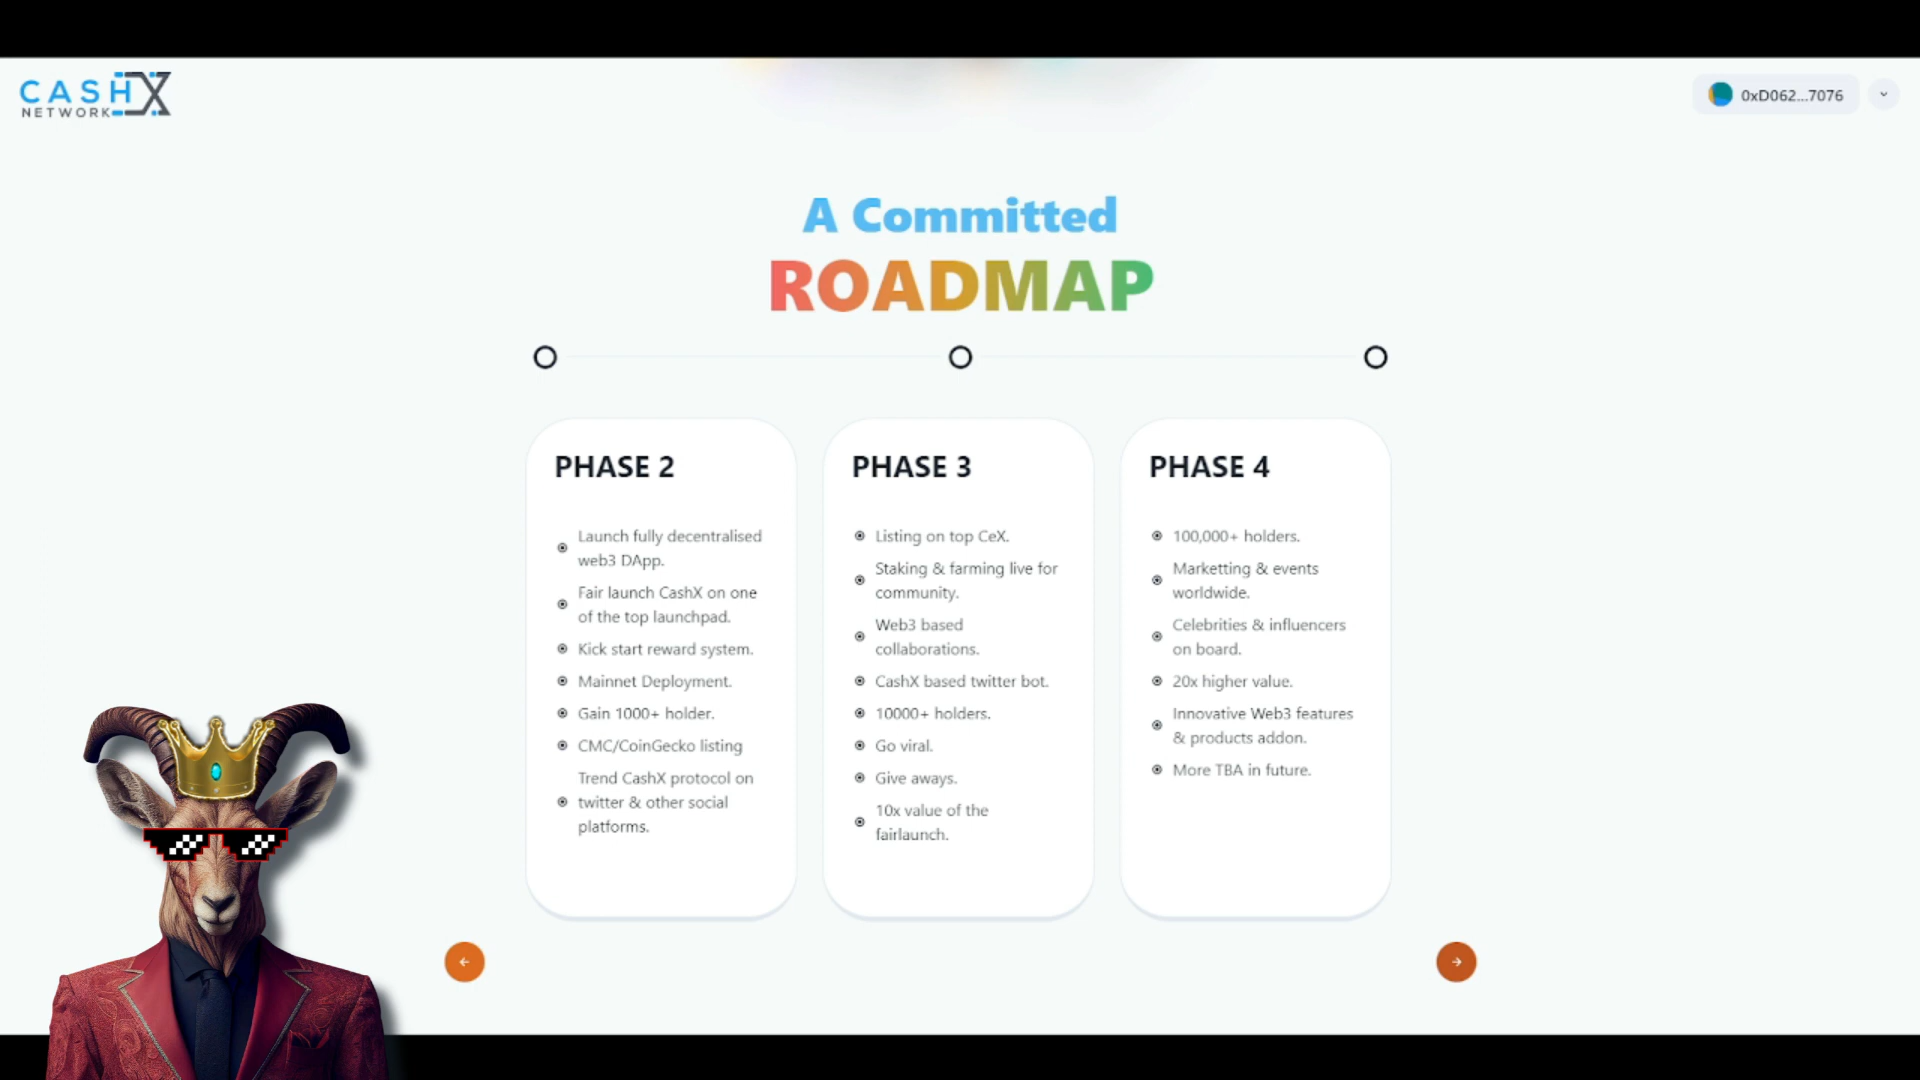 CASHX
NETWORK
0xD062...7076
A Committed
ROADMAP
PHASE 2
Launch fully decentralised
web3 DApp.
Fair launch CashX on one
of the top launchpad.
Kick start reward system.
Mainnet Deployment.
Gain 1000+ holder.
CMC/CoinGecko listing
Trend CashX protocol on
twitter & other social
platforms.
PHASE 3
Listing on top CeX.
Staking & farming live for
community.
Web3 based
collaborations.
CashX based twitter bot.
10000+ holders.
Go viral.
Give aways.
10x value of the
fairlaunch.
PHASE 4
100,000+ holders.
Marketting & events
worldwide.
Celebrities & influencers
on board.
20x higher value.
Innovative Web3 features
& products addon.
More TBA in future.